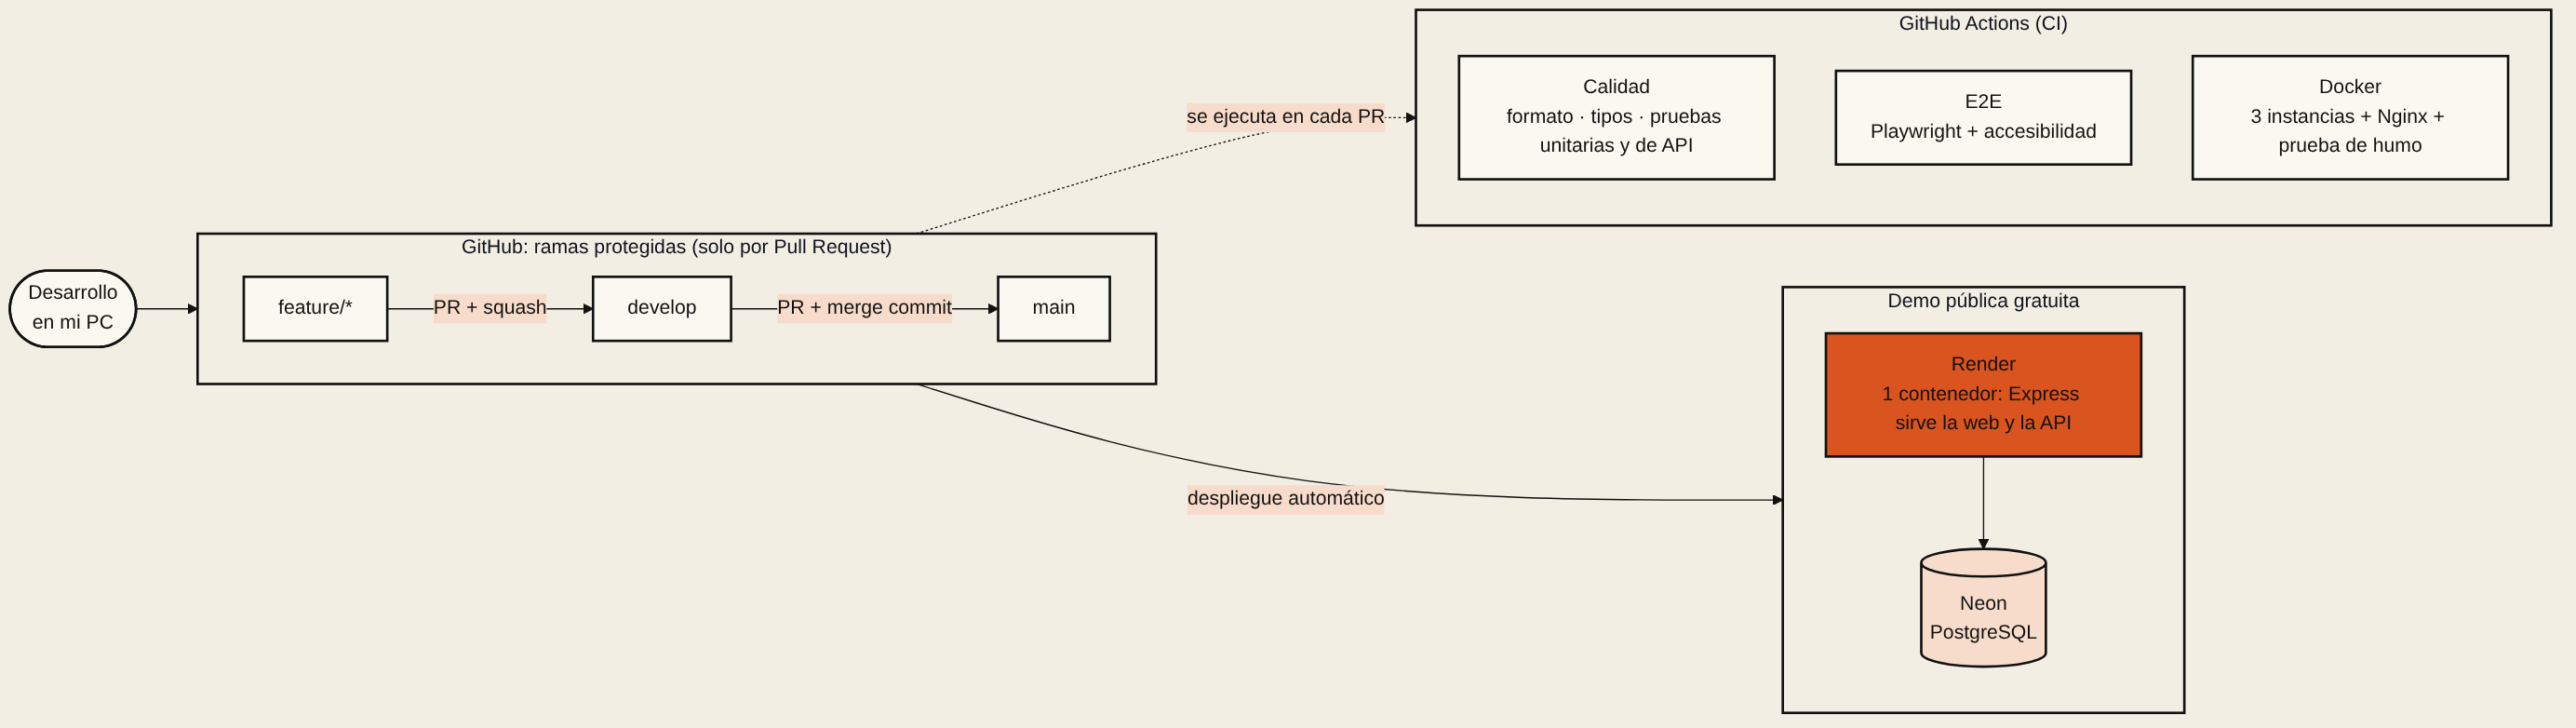 GitHub Actions (CI)
Calidad
formato · tipos · pruebas
unitarias y de API
E2E
Playwright + accesibilidad
Docker
3 instancias + Nginx +
prueba de humo
se ejecuta en cada PR
GitHub: ramas protegidas (solo por Pull Request)
Desarrollo
en mi PC
feature/*
PR + squash
develop
PR + merge commit
main
Demo pública gratuita
Render
1 contenedor: Express
sirve la web y la API
despliegue automático
Neon
PostgreSQL